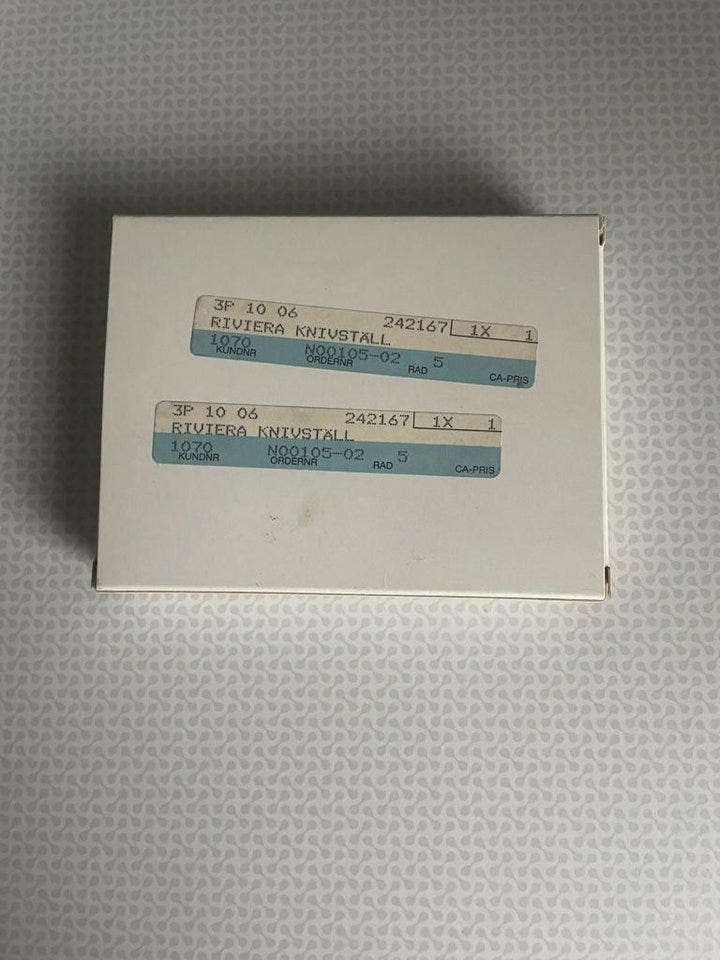 3P 10 06 242167 1X 1
RIVIERA KNIVSTÄLL
1070 N00105-02 5
KUNDNR ORDERNR RAD CA-PRIS
3P 10 06 242167 1X 1
RIVIERA KNIVSTÄLL
1070 N00105-02 5
KUNDNR ORDERNR RAD CA-PRIS